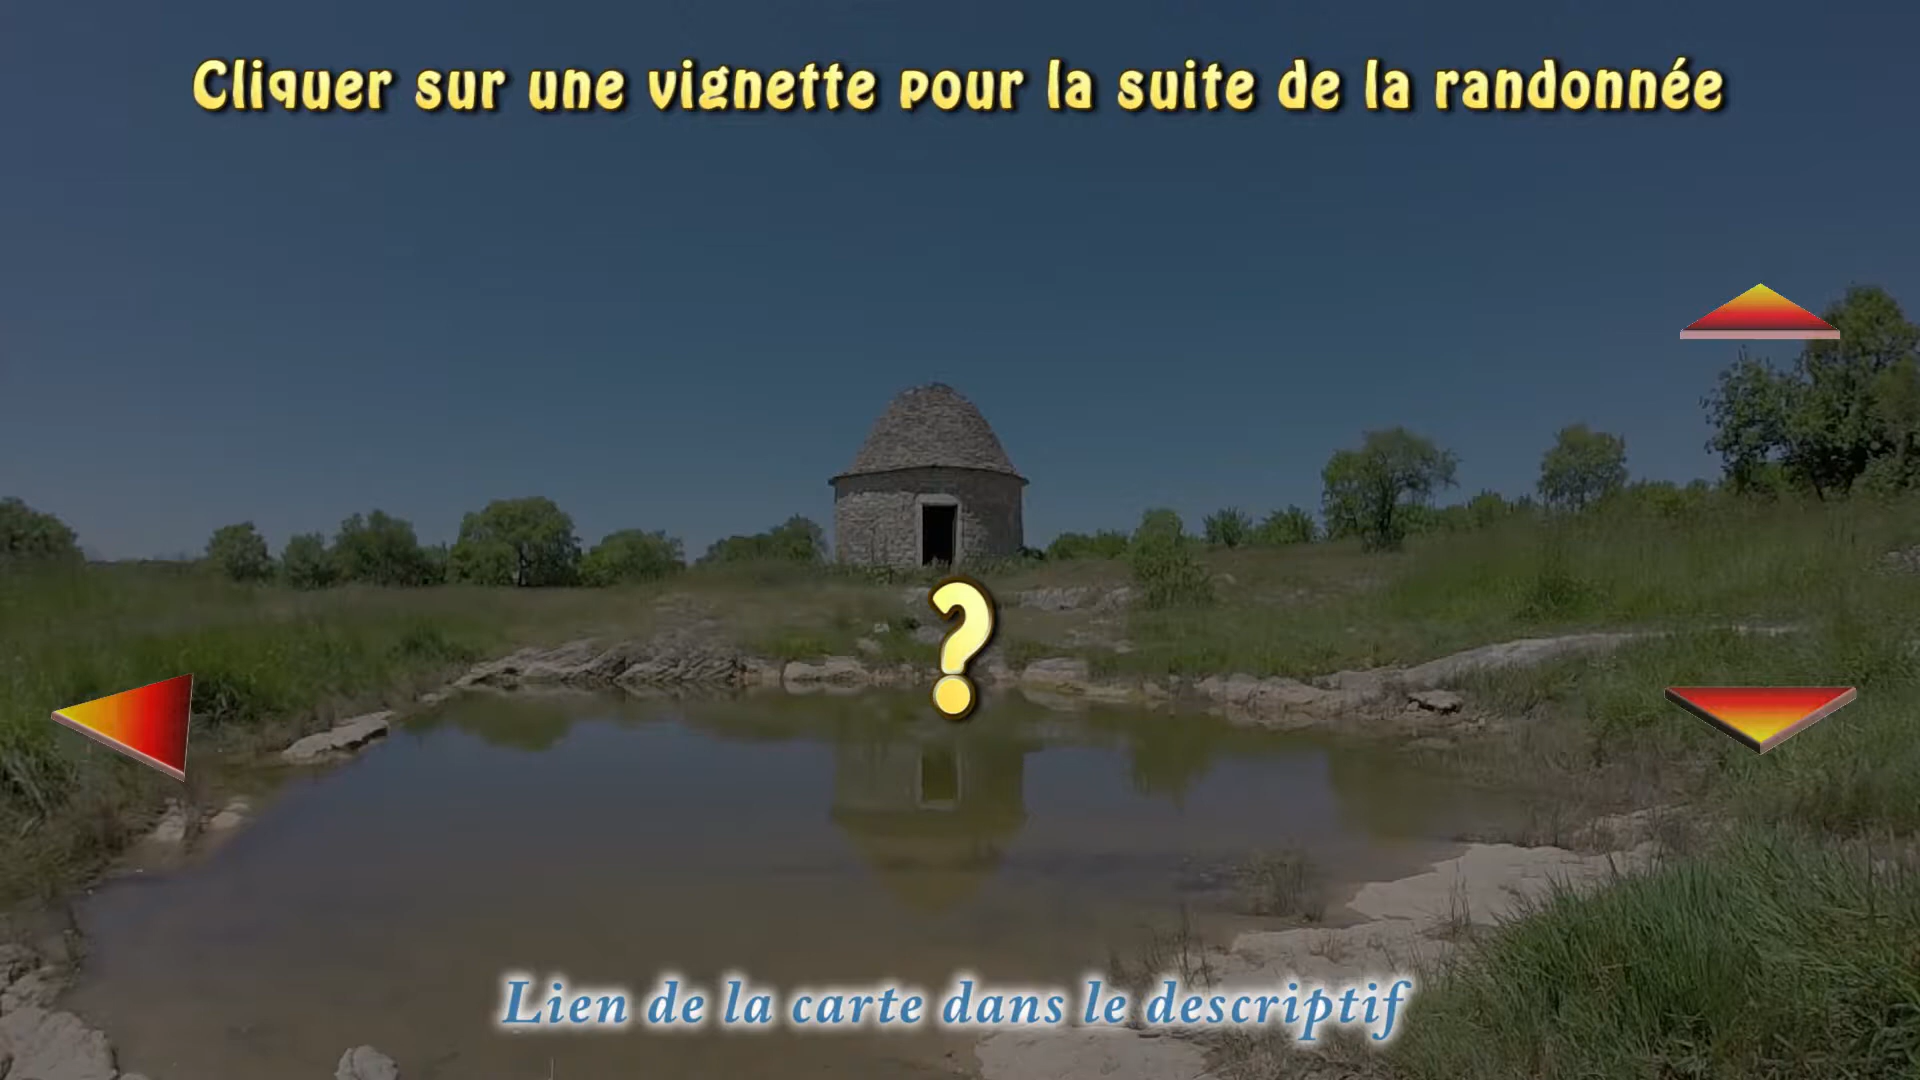 Cliquer sur une vignette pour la suite de la randonnée
?
Lien de la carte dans le descriptif